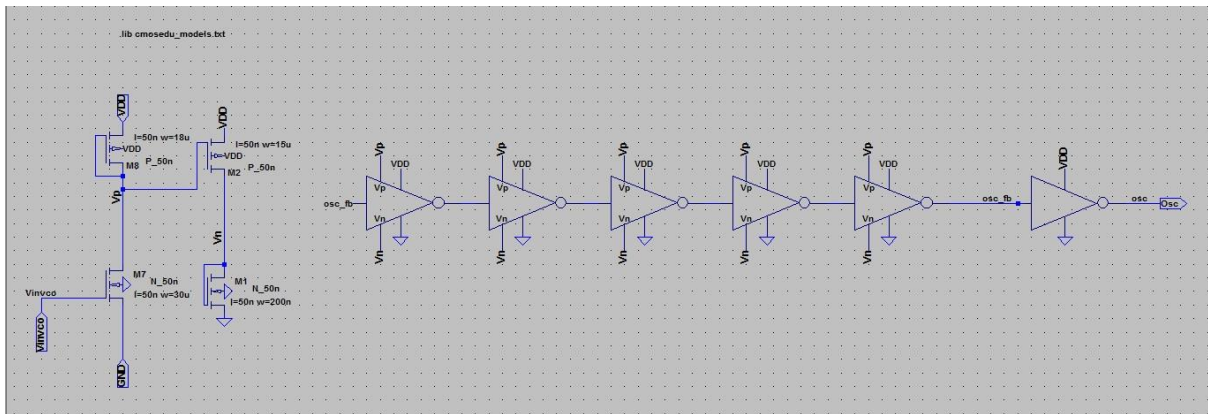 .lib cmosedu_models.txt
VDD
l=50n w=18u
VDD
M8
P_50n
VDD
l=50n w=15u
VDD
M2
P_50n
Vp
Vn
M7
N_50n
l=50n w=30u
Vinvco
Vinvco
GND
M1
N_50n
l=50n w=200n
osc_fb
Vp
VDD
Vp
Vn
Vn
Vp
VDD
Vp
Vn
Vn
Vp
VDD
Vp
Vn
Vn
Vp
VDD
Vp
Vn
Vn
Vp
VDD
Vp
Vn
Vn
osc_fb
VDD
osc
Osc